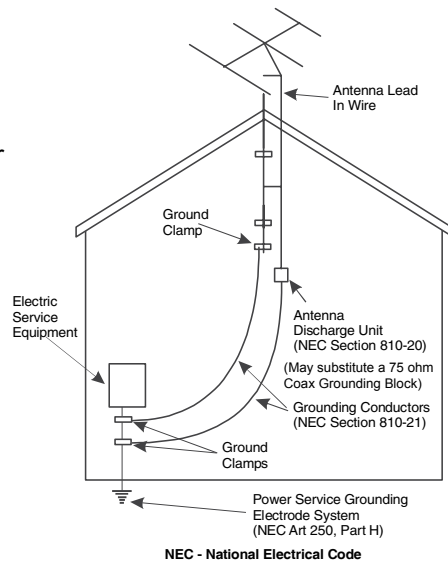 Antenna Lead
In Wire
r
Ground
Clamp
Electric
Service
Equipment
Antenna
Discharge Unit
(NEC Section 810-20)
(May substitute a 75 ohm
Coax Grounding Block)
Grounding Conductors
(NEC Section 810-21)
Ground
Clamps
Power Service Grounding
Electrode System
(NEC Art 250, Part H)
NEC - National Electrical Code